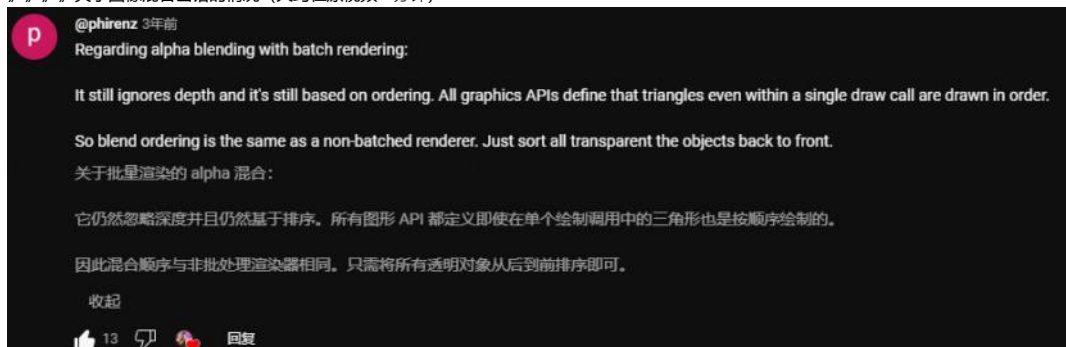 p
@phirenz 3年前
Regarding alpha blending with batch rendering:
It still ignores depth and it's still based on ordering. All graphics APIs define that triangles even within a single draw call are drawn in order.
So blend ordering is the same as a non-batched renderer. Just sort all transparent the objects back to front.
关于批量渲染的 alpha 混合：
它仍然忽略深度并且仍然基于排序。所有图形 API 都定义即使在单个绘制调用中的三角形也是按顺序绘制的。
因此混合顺序与非批处理渲染器相同。只需将所有透明对象从后到前排序即可。
收起
13 回复